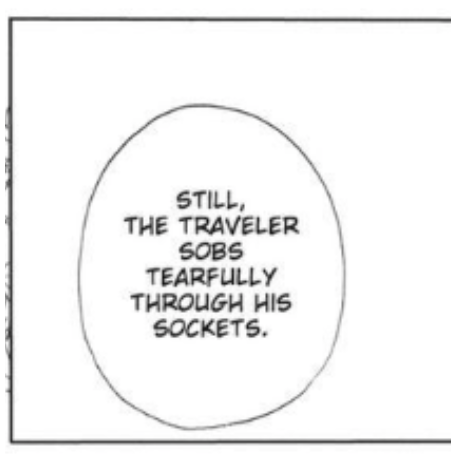 STILL,
THE TRAVELER
SOBS
TEARFULLY
THROUGH HIS
SOCKETS.